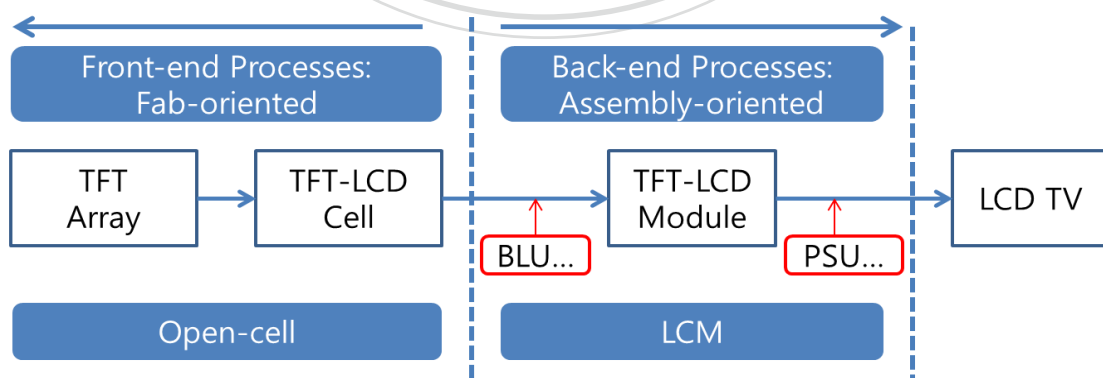 Front-end Processes:
Fab-oriented
Back-end Processes:
Assembly-oriented
TFT
Array
TFT-LCD
Cell
TFT-LCD
Module
LCD TV
BLU...
PSU...
Open-cell
LCM